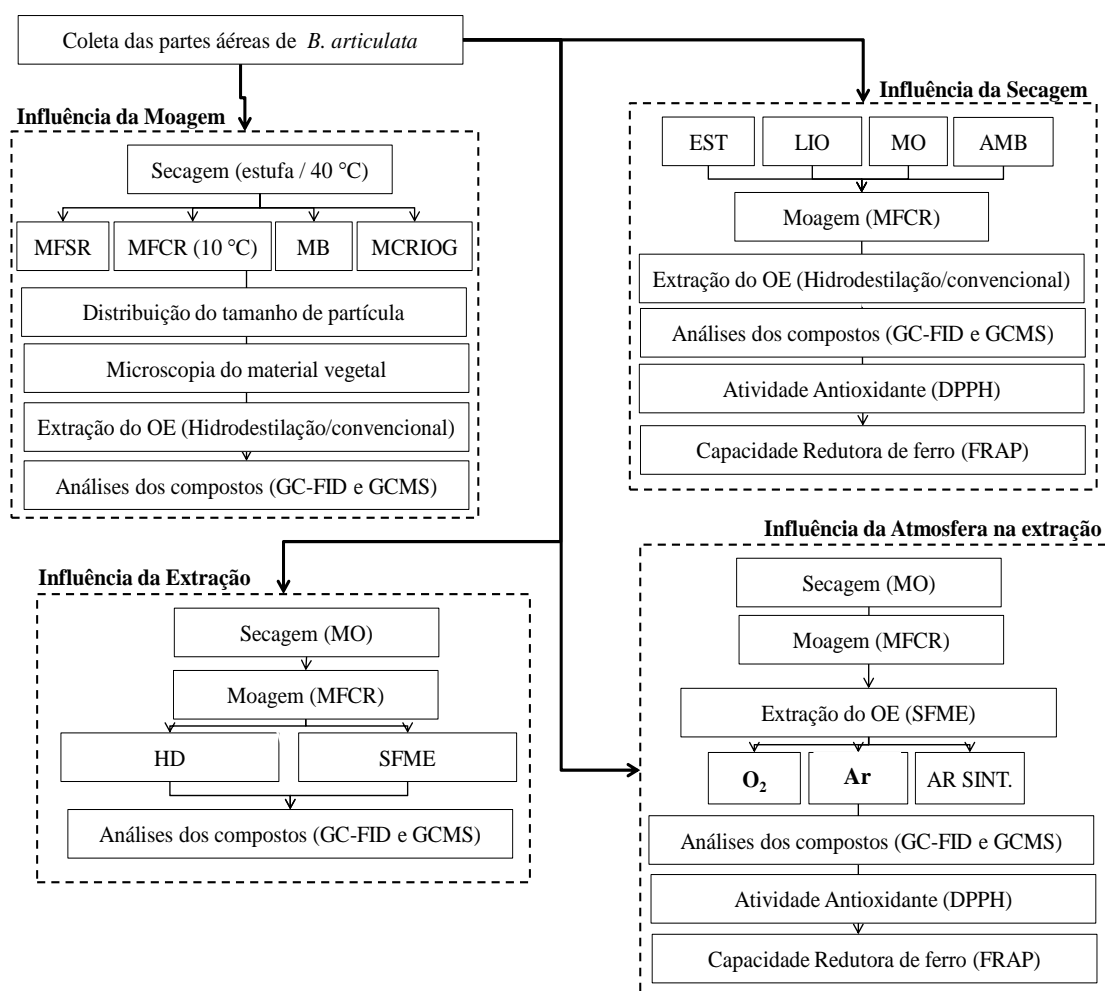 Coleta das partes áéreas de B. articulata
Influência da Moagem
Secagem (estufa / 40 °C)
MFSR
MFCR (10 °C)
MB
MCRIOG
Distribuição do tamanho de partícula
Microscopia do material vegetal
Extração do OE (Hidrodestilação/convencional)
Análises dos compostos (GC-FID e GCMS)
Influência da Secagem
EST
LIO
MO
AMB
Moagem (MFCR)
Extração do OE (Hidrodestilação/convencional)
Análises dos compostos (GC-FID e GCMS)
Atividade Antioxidante (DPPH)
Capacidade Redutora de ferro (FRAP)
Influência da Extração
Secagem (MO)
Moagem (MFCR)
HD
SFME
Análises dos compostos (GC-FID e GCMS)
Influência da Atmosfera na extração
Secagem (MO)
Moagem (MFCR)
Extração do OE (SFME)
O₂
Ar
AR SINT.
Análises dos compostos (GC-FID e GCMS)
Atividade Antioxidante (DPPH)
Capacidade Redutora de ferro (FRAP)